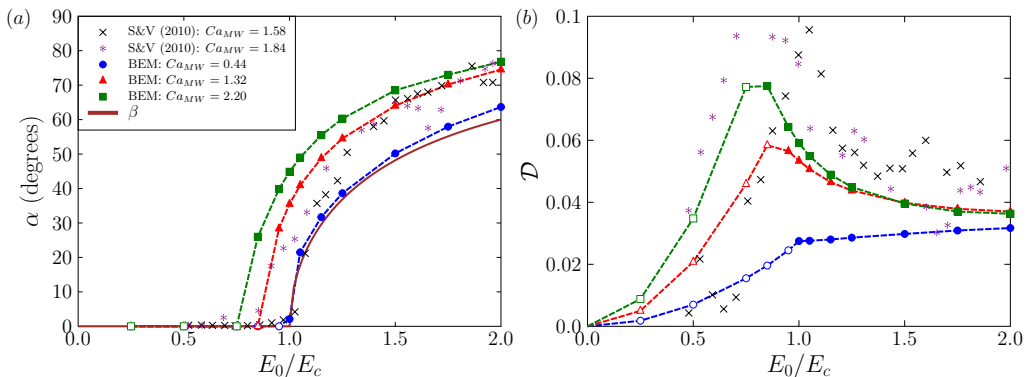 (a)
90
80
70
60
50
40
30
20
10
0
α (degrees)
S&V (2010): Ca_MW = 1.58
S&V (2010): Ca_MW = 1.84
BEM: Ca_MW = 0.44
BEM: Ca_MW = 1.32
BEM: Ca_MW = 2.20
β
0.0 0.5 1.0 1.5 2.0
E_0/E_c
(b)
0.1
0.08
0.06
0.04
0.02
0.0
𝒟
0.0 0.5 1.0 1.5 2.0
E_0/E_c